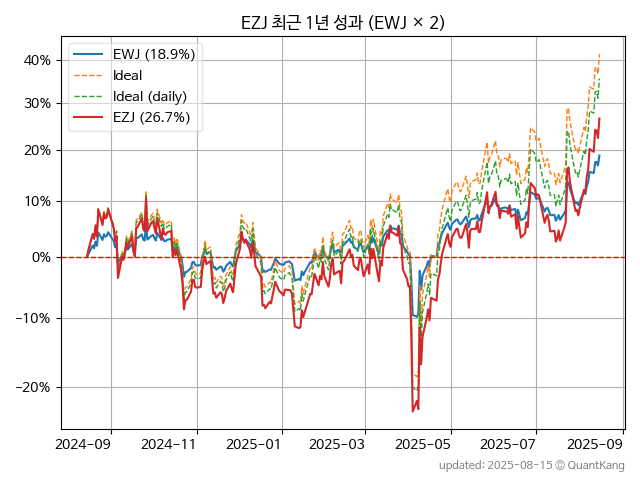 EZJ 최근 1년 성과 (EWJ × 2)
EWJ (18.9%)
Ideal
Ideal (daily)
EZJ (26.7%)
40%
30%
20%
10%
0%
−10%
−20%
2024-09 2024-11 2025-01 2025-03 2025-05 2025-07 2025-09
updated: 2025-08-15 © QuantKang